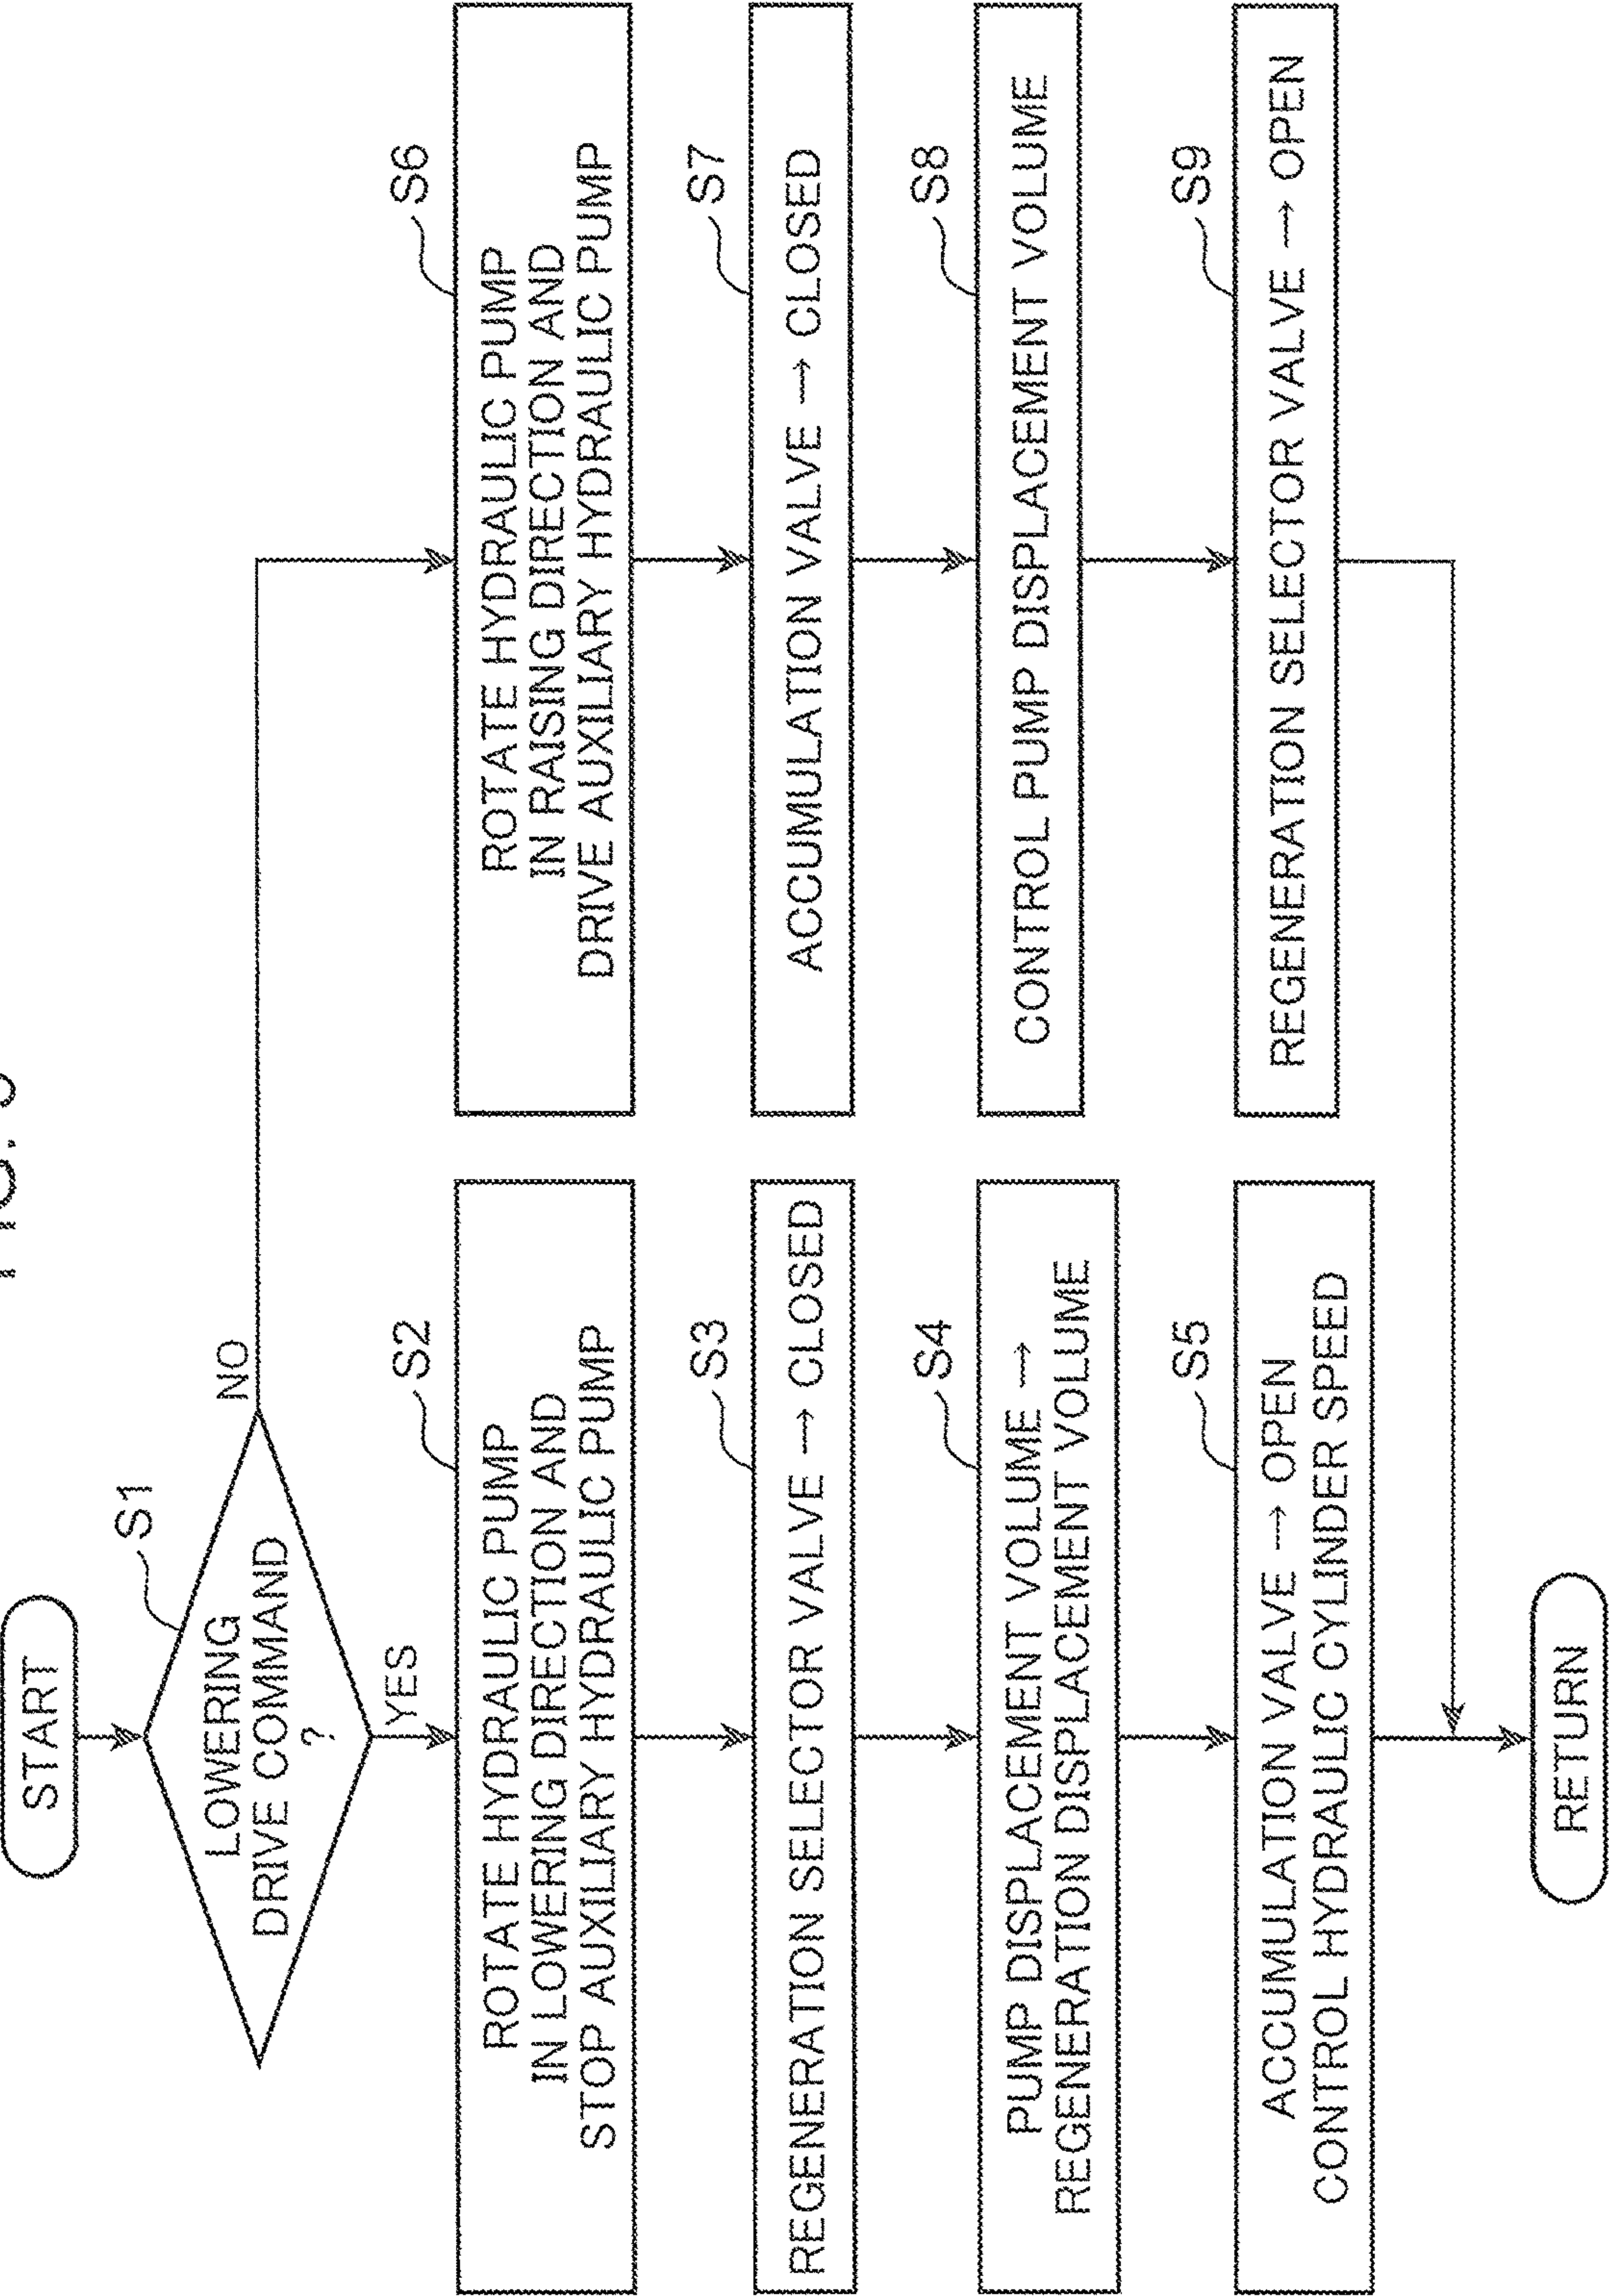 START
S1
LOWERING
DRIVE COMMAND
?
NO
YES
S2
ROTATE HYDRAULIC PUMP
IN LOWERING DIRECTION AND
STOP AUXILIARY HYDRAULIC PUMP
S3
REGENERATION SELECTOR VALVE → CLOSED
S4
PUMP DISPLACEMENT VOLUME →
REGENERATION DISPLACEMENT VOLUME
S5
ACCUMULATION VALVE → OPEN
CONTROL HYDRAULIC CYLINDER SPEED
S6
ROTATE HYDRAULIC PUMP
IN RAISING DIRECTION AND
DRIVE AUXILIARY HYDRAULIC PUMP
S7
ACCUMULATION VALVE → CLOSED
S8
CONTROL PUMP DISPLACEMENT VOLUME
S9
REGENERATION SELECTOR VALVE → OPEN
RETURN